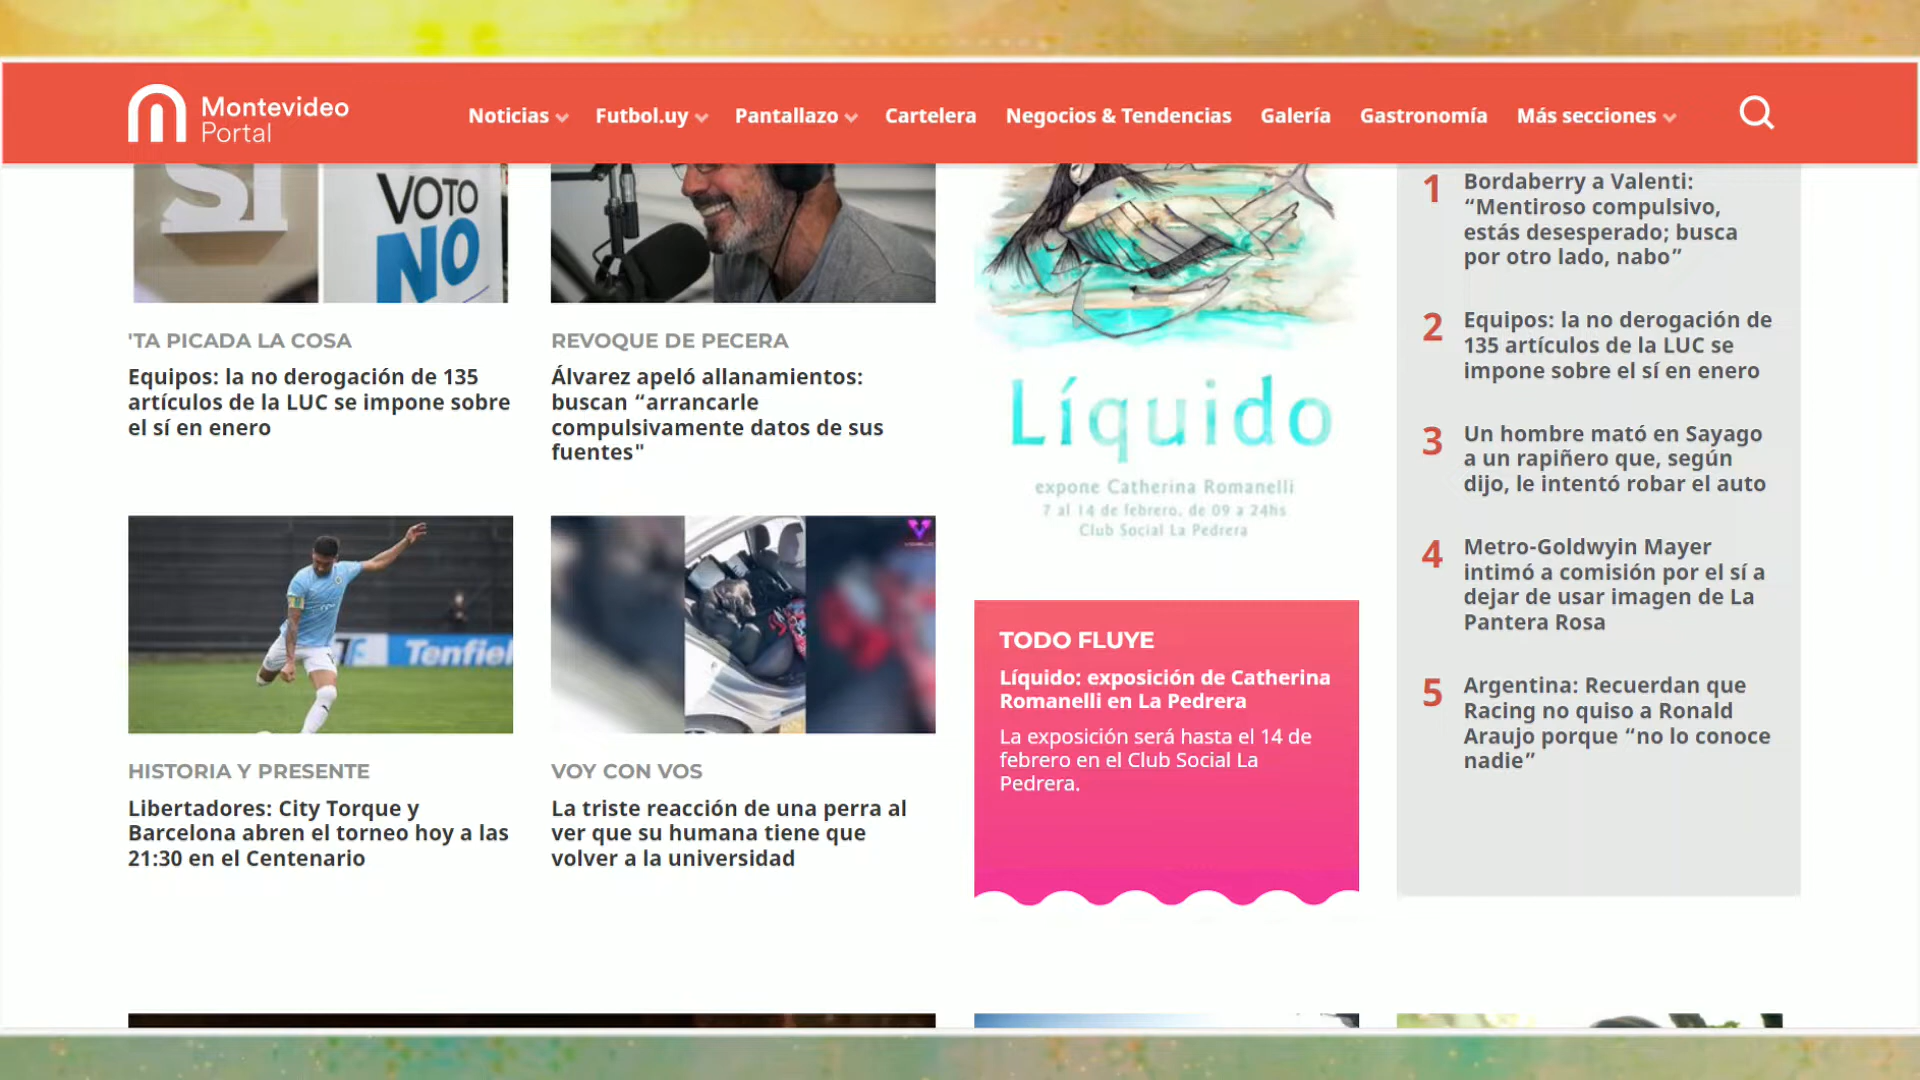 Montevideo
Portal
Noticias
Futbol.uy
Pantallazo
Cartelera
Negocios & Tendencias
Galería
Gastronomía
Más secciones
SÍ
VOTO
NO
'TA PICADA LA COSA
Equipos: la no derogación de 135
artículos de la LUC se impone sobre
el sí en enero
REVOQUE DE PECERA
Álvarez apeló allanamientos:
buscan “arrancarle
compulsivamente datos de sus
fuentes"
Tenfiel
HISTORIA Y PRESENTE
Libertadores: City Torque y
Barcelona abren el torneo hoy a las
21:30 en el Centenario
VOY CON VOS
La triste reacción de una perra al
ver que su humana tiene que
volver a la universidad
Líquido
expone Catherina Romanelli
7 al 14 de febrero, de 09 a 24hs
Club Social La Pedrera
TODO FLUYE
Líquido: exposición de Catherina
Romanelli en La Pedrera
La exposición será hasta el 14 de
febrero en el Club Social La
Pedrera.
1
Bordaberry a Valenti:
“Mentiroso compulsivo,
estás desesperado; busca
por otro lado, nabo”
2
Equipos: la no derogación de
135 artículos de la LUC se
impone sobre el sí en enero
3
Un hombre mató en Sayago
a un rapiñero que, según
dijo, le intentó robar el auto
4
Metro-Goldwyin Mayer
intimó a comisión por el sí a
dejar de usar imagen de La
Pantera Rosa
5
Argentina: Recuerdan que
Racing no quiso a Ronald
Araujo porque “no lo conoce
nadie”